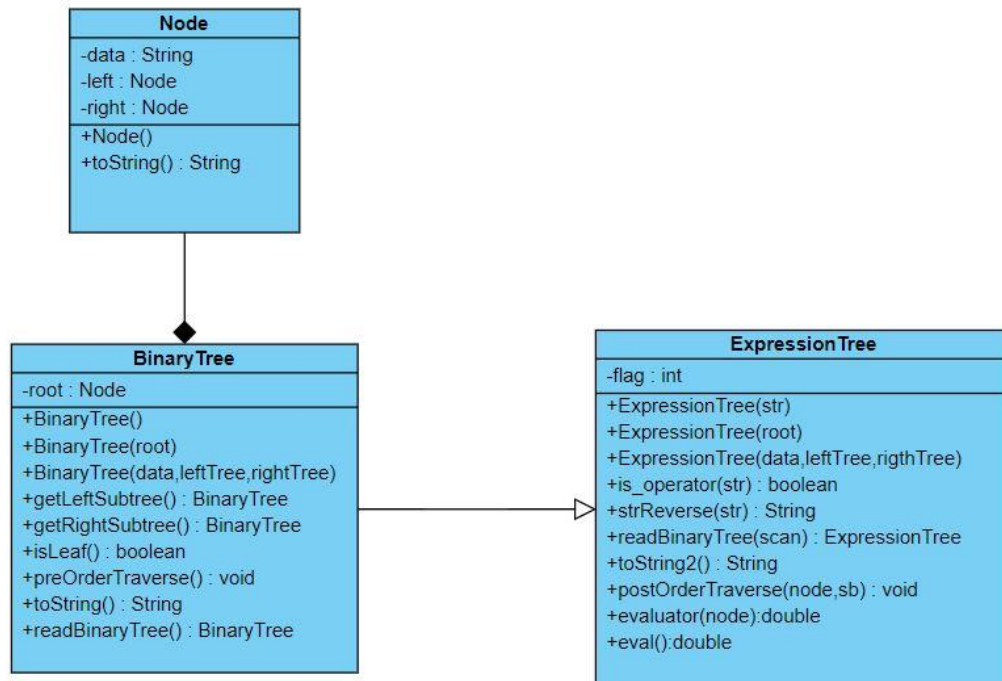 Node
-data : String
-left : Node
-right : Node
+Node()
+toString() : String
BinaryTree
-root : Node
+BinaryTree()
+BinaryTree(root)
+BinaryTree(data,leftTree,rightTree)
+getLeftSubtree() : BinaryTree
+getRightSubtree() : BinaryTree
+isLeaf() : boolean
+preOrderTraverse() : void
+toString() : String
+readBinaryTree() : BinaryTree
ExpressionTree
-flag : int
+ExpressionTree(str)
+ExpressionTree(root)
+ExpressionTree(data,leftTree,rigthTree)
+is_operator(str) : boolean
+strReverse(str) : String
+readBinaryTree(scan) : ExpressionTree
+toString2() : String
+postOrderTraverse(node,sb) : void
+evaluator(node):double
+eval():double